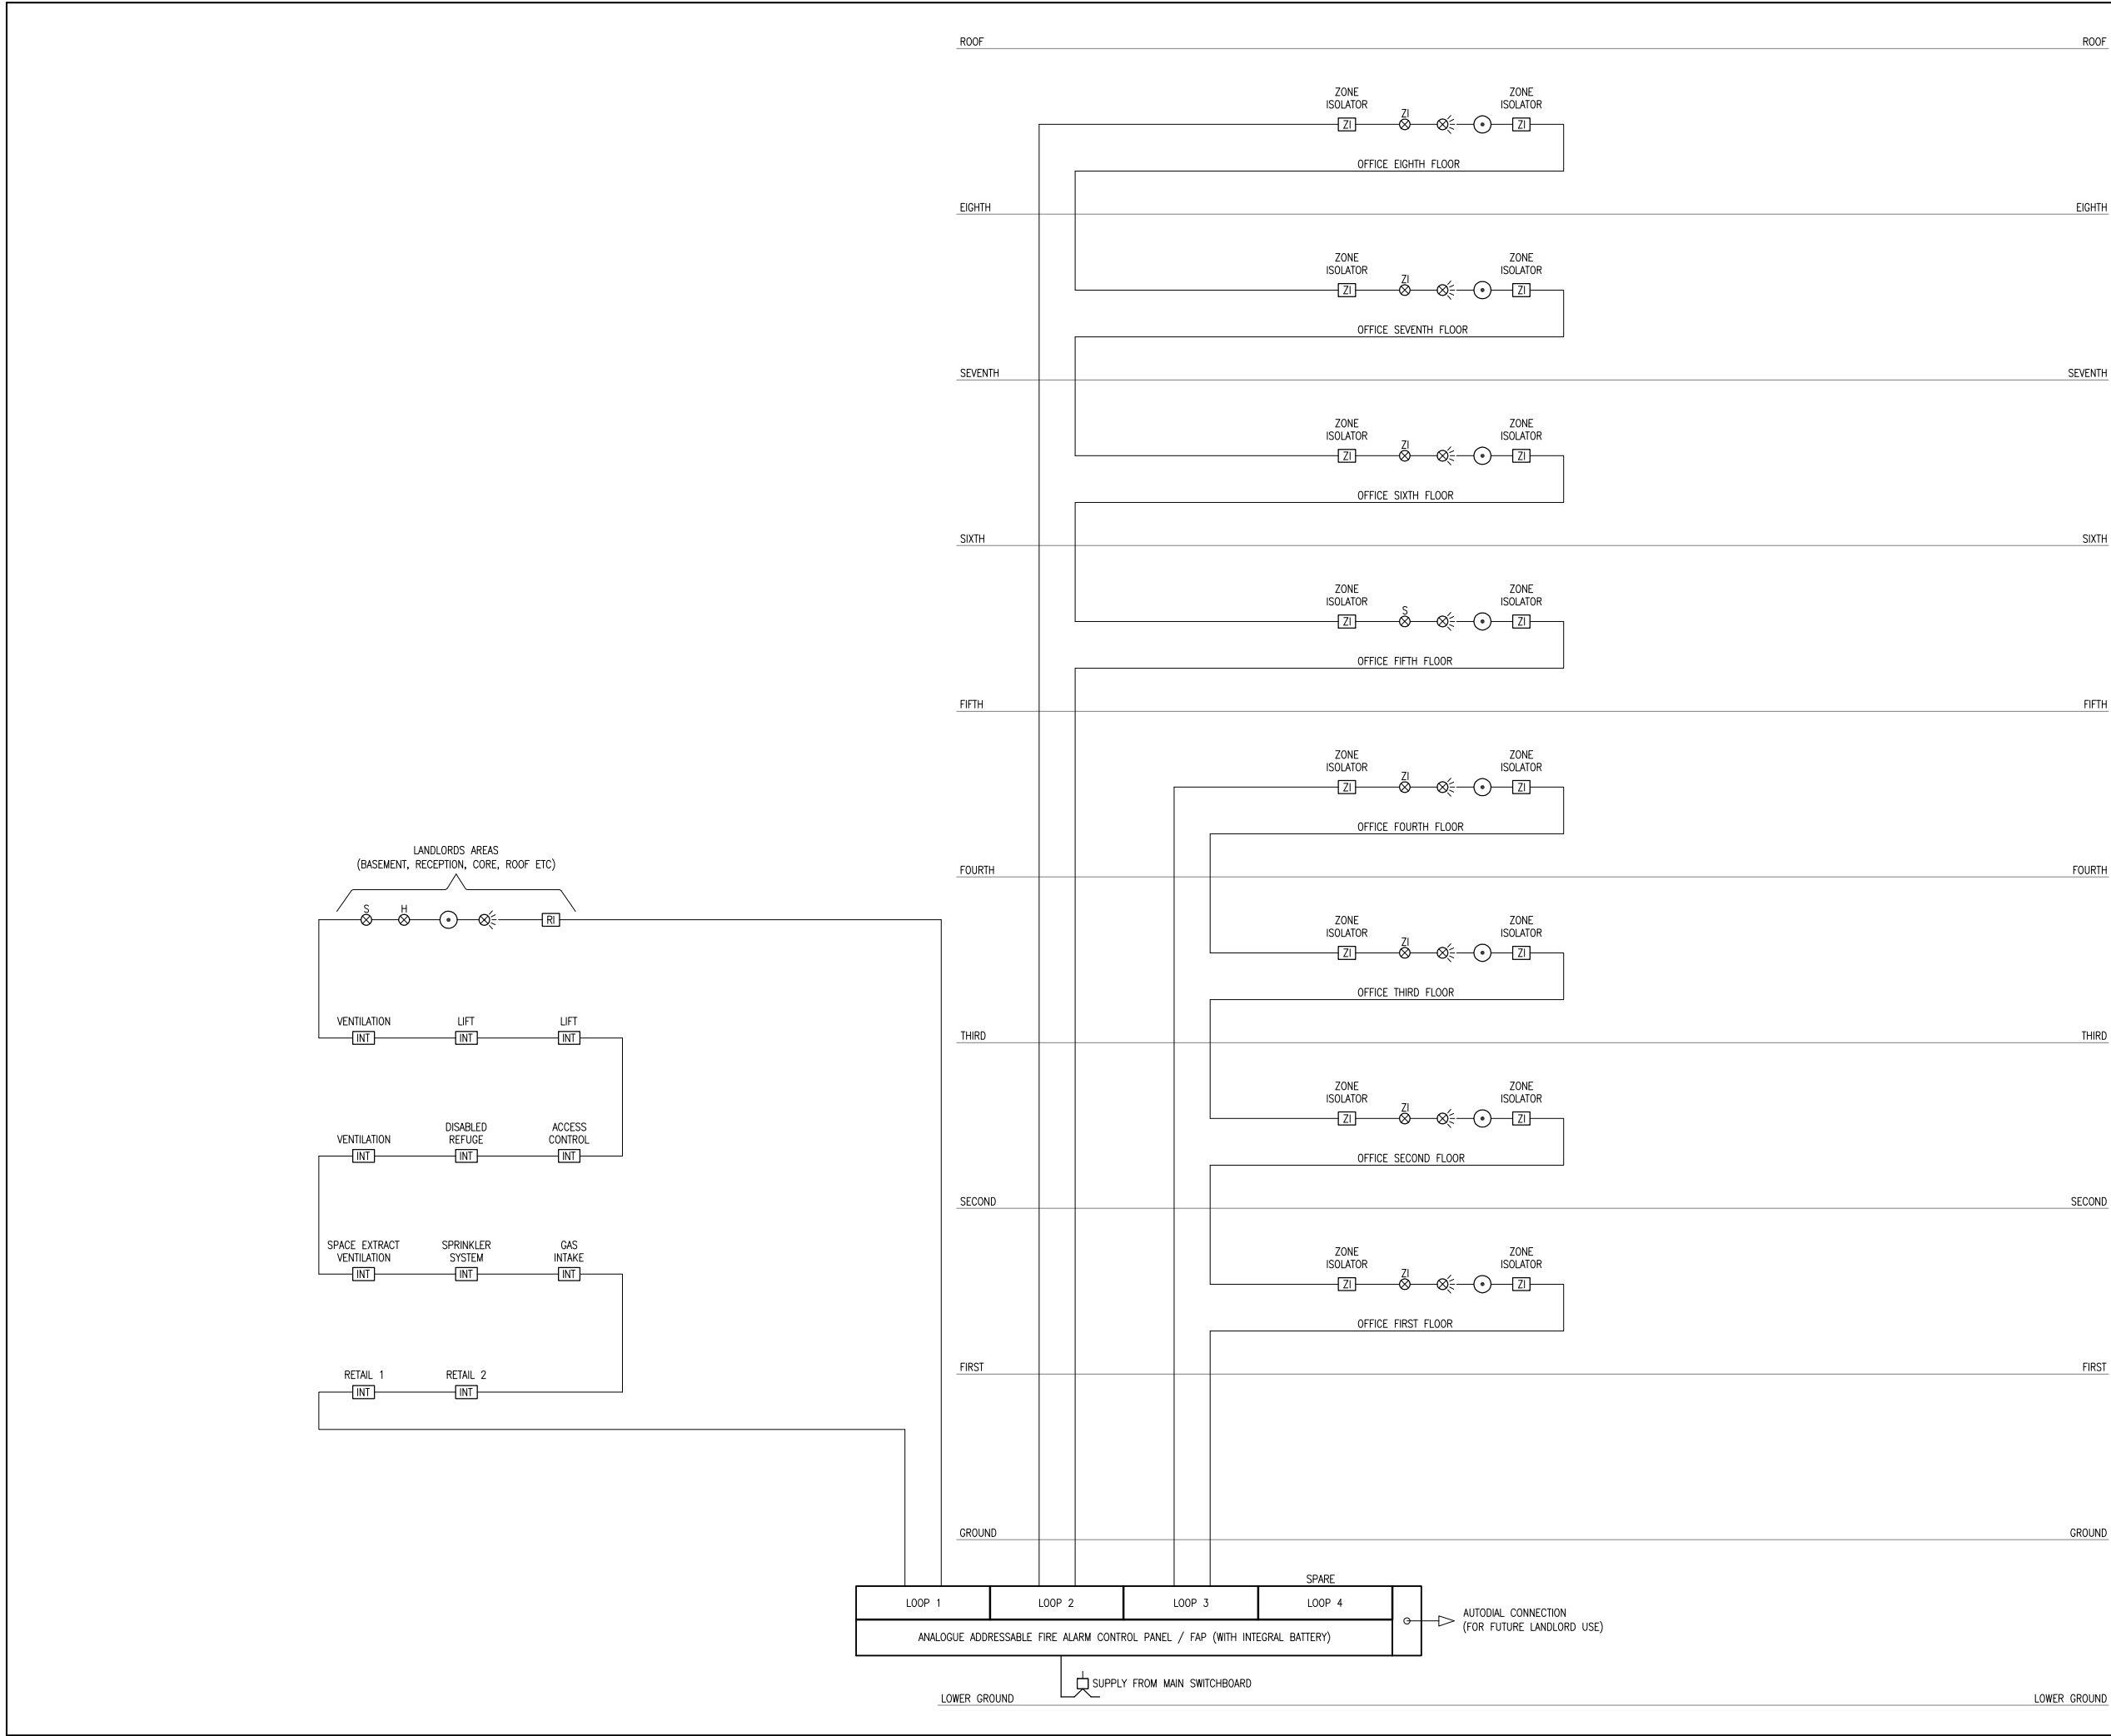 ROOF ROOF
ZONE ZONE
ISOLATOR ISOLATOR
ZI
ZI ZI
OFFICE EIGHTH FLOOR
EIGHTH EIGHTH
ZONE ZONE
ISOLATOR ISOLATOR
ZI
ZI ZI
OFFICE SEVENTH FLOOR
SEVENTH SEVENTH
ZONE ZONE
ISOLATOR ISOLATOR
ZI
ZI ZI
OFFICE SIXTH FLOOR
SIXTH SIXTH
ZONE ZONE
ISOLATOR ISOLATOR
S
ZI ZI
OFFICE FIFTH FLOOR
FIFTH FIFTH
ZONE ZONE
ISOLATOR ISOLATOR
ZI
ZI ZI
OFFICE FOURTH FLOOR
FOURTH FOURTH
ZONE ZONE
ISOLATOR ISOLATOR
ZI
ZI ZI
OFFICE THIRD FLOOR
THIRD THIRD
ZONE ZONE
ISOLATOR ISOLATOR
ZI
ZI ZI
OFFICE SECOND FLOOR
SECOND SECOND
ZONE ZONE
ISOLATOR ISOLATOR
ZI
ZI ZI
OFFICE FIRST FLOOR
FIRST FIRST
GROUND GROUND
LANDLORDS AREAS
(BASEMENT, RECEPTION, CORE, ROOF ETC)
S H
RI
VENTILATION LIFT LIFT
INT INT INT
DISABLED ACCESS
VENTILATION REFUGE CONTROL
INT INT INT
SPACE EXTRACT SPRINKLER GAS
VENTILATION SYSTEM INTAKE
INT INT INT
RETAIL 1 RETAIL 2
INT INT
SPARE
LOOP 1 LOOP 2 LOOP 3 LOOP 4
ANALOGUE ADDRESSABLE FIRE ALARM CONTROL PANEL / FAP (WITH INTEGRAL BATTERY)
AUTODIAL CONNECTION
(FOR FUTURE LANDLORD USE)
SUPPLY FROM MAIN SWITCHBOARD
LOWER GROUND LOWER GROUND